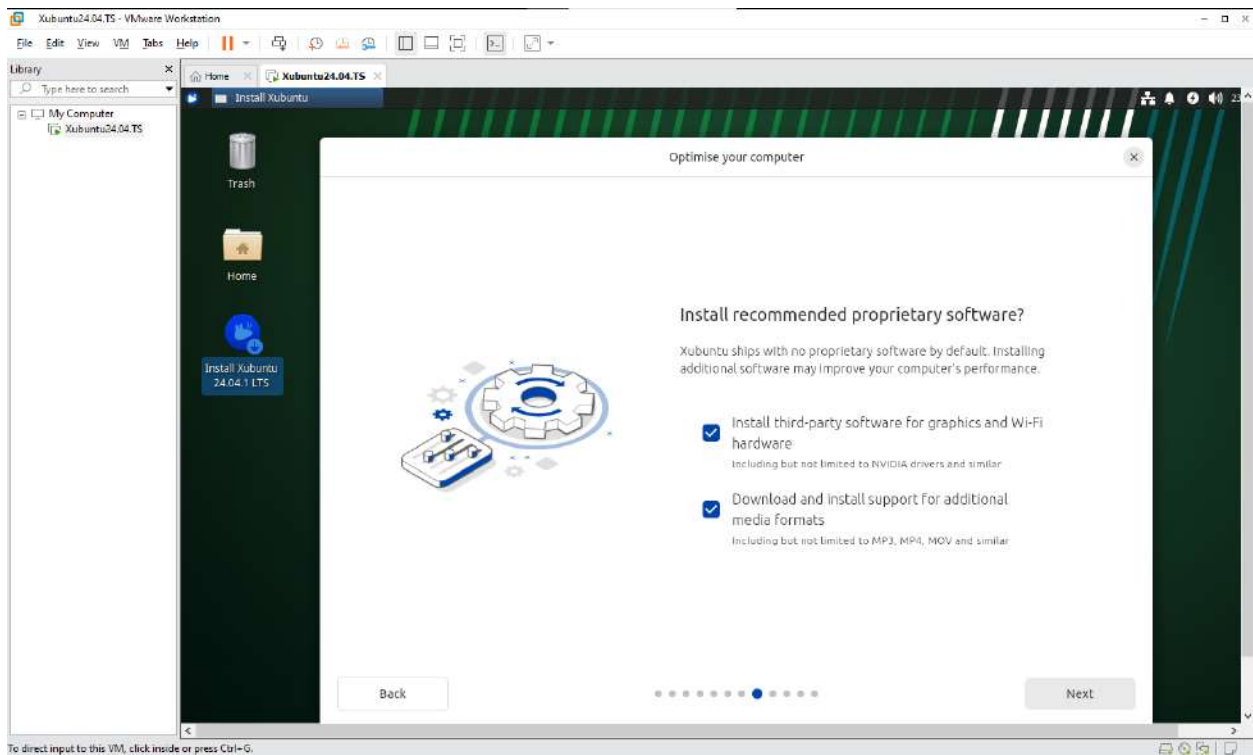 Xubuntu24.04.TS - VMware Workstation
File Edit View VM Tabs Help
Library
Type here to search
My Computer
Xubuntu24.04.TS
Home
Xubuntu24.04.TS
Install Xubuntu
Trash
Home
Install Xubuntu
24.04.1 LTS
Optimise your computer
Install recommended proprietary software?
Xubuntu ships with no proprietary software by default. Installing
additional software may improve your computer's performance.
Install third-party software for graphics and Wi-Fi
hardware
Including but not limited to NVIDIA drivers and similar
Download and install support for additional
media formats
Including but not limited to MP3, MP4, MOV and similar
Back
Next
To direct input to this VM, click inside or press Ctrl+G.